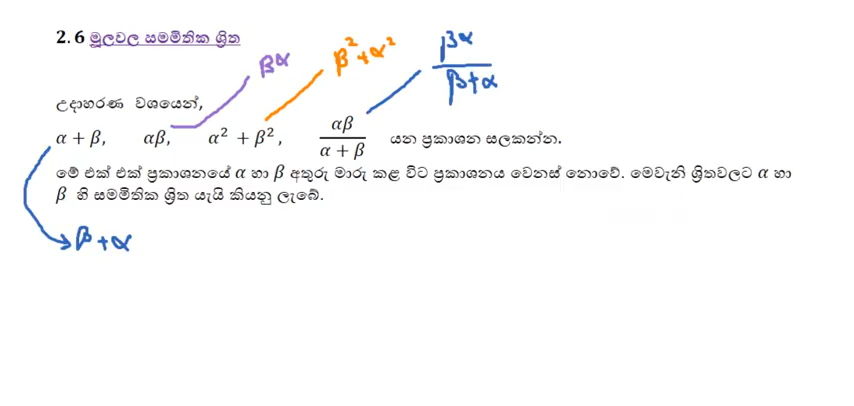 2.6 මූලවල සමමිතික ශ්‍රිත
βα
β² + α²
βα / β + α
උදාහරණ වශයෙන්,
α + β, αβ, α² + β², αβ / α + β යන ප්‍රකාශන සලකන්න.
මේ එක් එක් ප්‍රකාශනයේ α හා β අතුරු මාරු කළ විට ප්‍රකාශනය වෙනස් නොවේ. මෙවැනි ශ්‍රිතවලට α හා
β හි සමමිතික ශ්‍රිත යැයි කියනු ලැබේ.
β + α